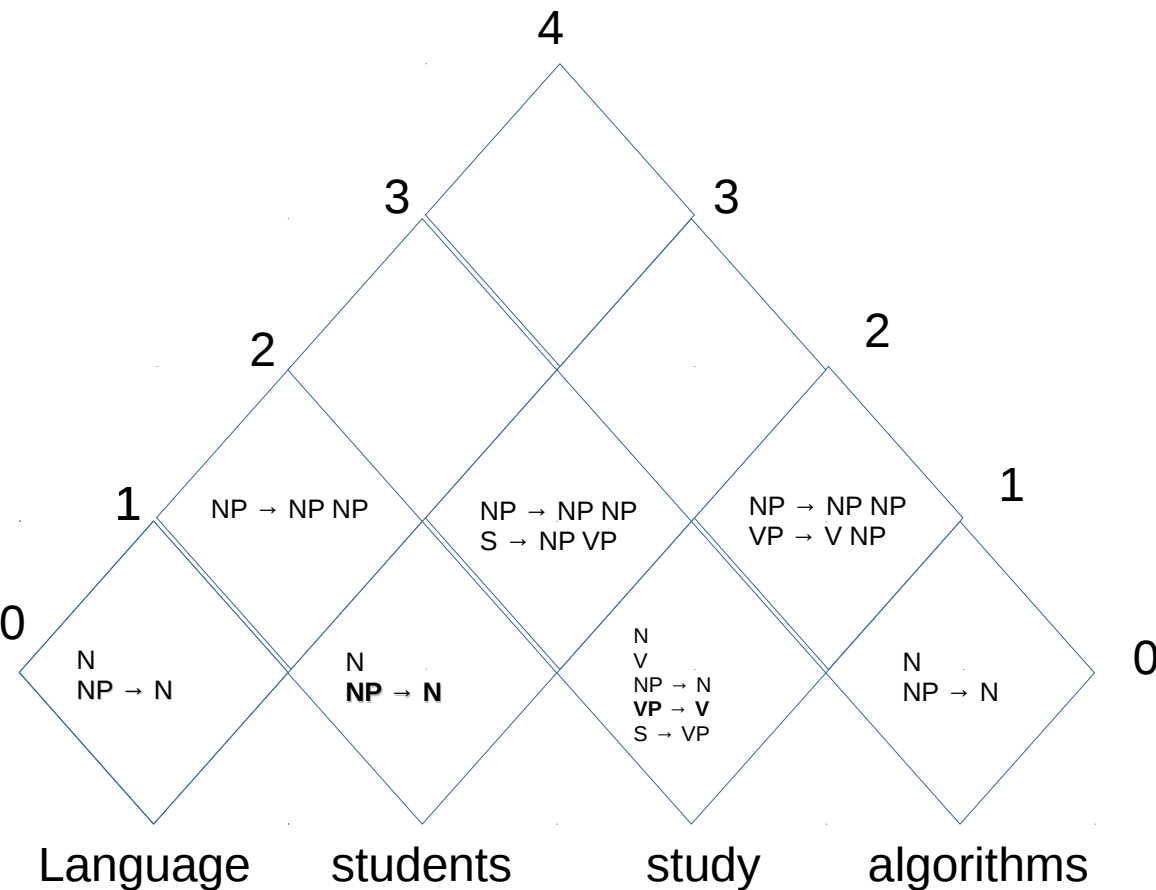 4
3
3
2
2
1
1
NP → NP NP
NP → NP NP
S → NP VP
NP → NP NP
VP → V NP
0
0
N
NP → N
N
NP → N
N
V
NP → N
VP → V
S → VP
N
NP → N
Language students study algorithms